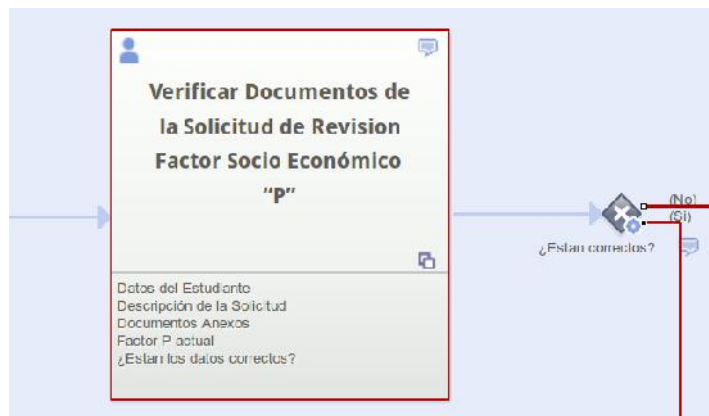 Verificar Documentos de
la Solicitud de Revision
Factor Socio Económico
“P”
(No)
(Si)
¿Estan correctos?
Datos del Estudiante
Descripción de la Solicitud
Documentos Anexos
Factor P actual
¿Estan los datos correctos?